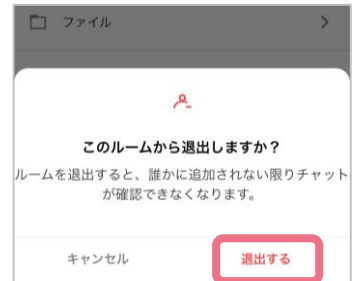 ファイル
このルームから退出しますか？
ルームを退出すると、誰かに追加されない限りチャット
が確認できなくなります。
キャンセル
退出する